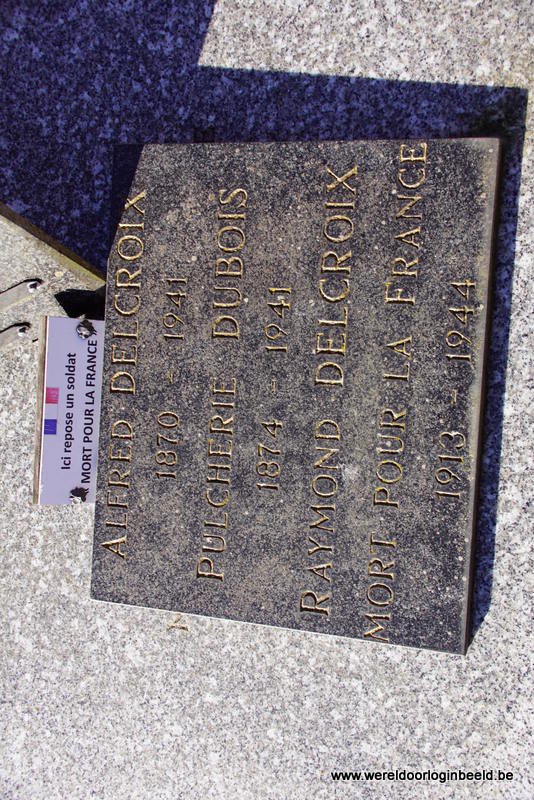 Ici repose un soldat
MORT POUR LA FRANCE
ALFRED DELCROIX
1870 - 1941
PULCHERIE DUBOIS
1874 - 1941
RAYMOND DELCROIX
MORT POUR LA FRANCE
1913 - 1944
www.wereldoorloginbeeld.be